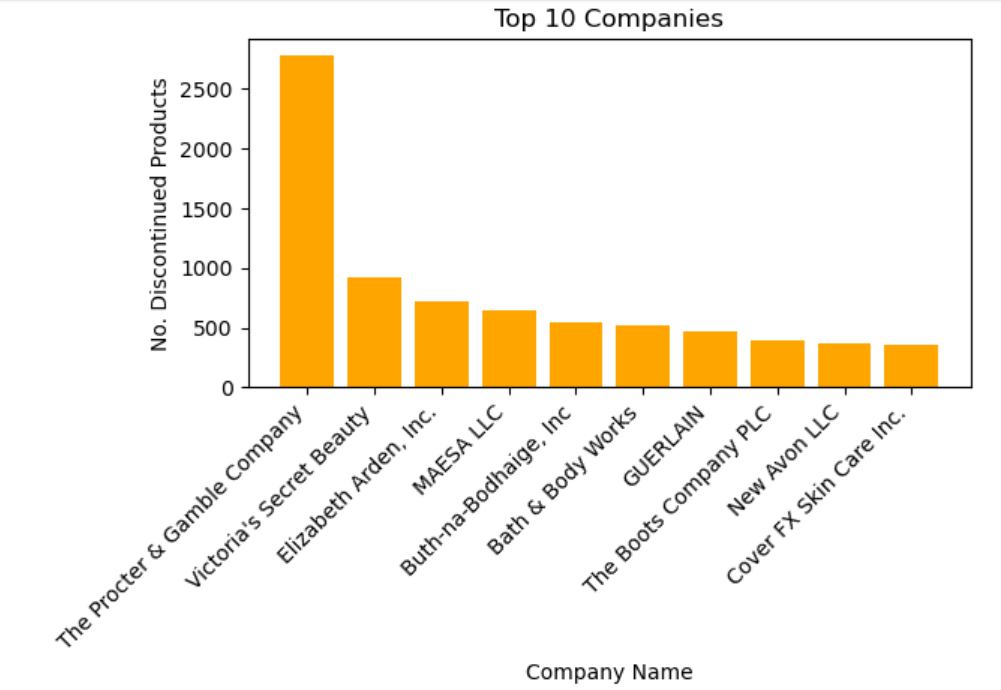 Top 10 Companies
No. Discontinued Products
2500
2000
1500
1000
500
0
The Procter & Gamble Company
Victoria's Secret Beauty
Elizabeth Arden, Inc.
MAESA LLC
Buth-na-Bodhaige, Inc
Bath & Body Works
GUERLAIN
The Boots Company PLC
New Avon LLC
Cover FX Skin Care Inc.
Company Name